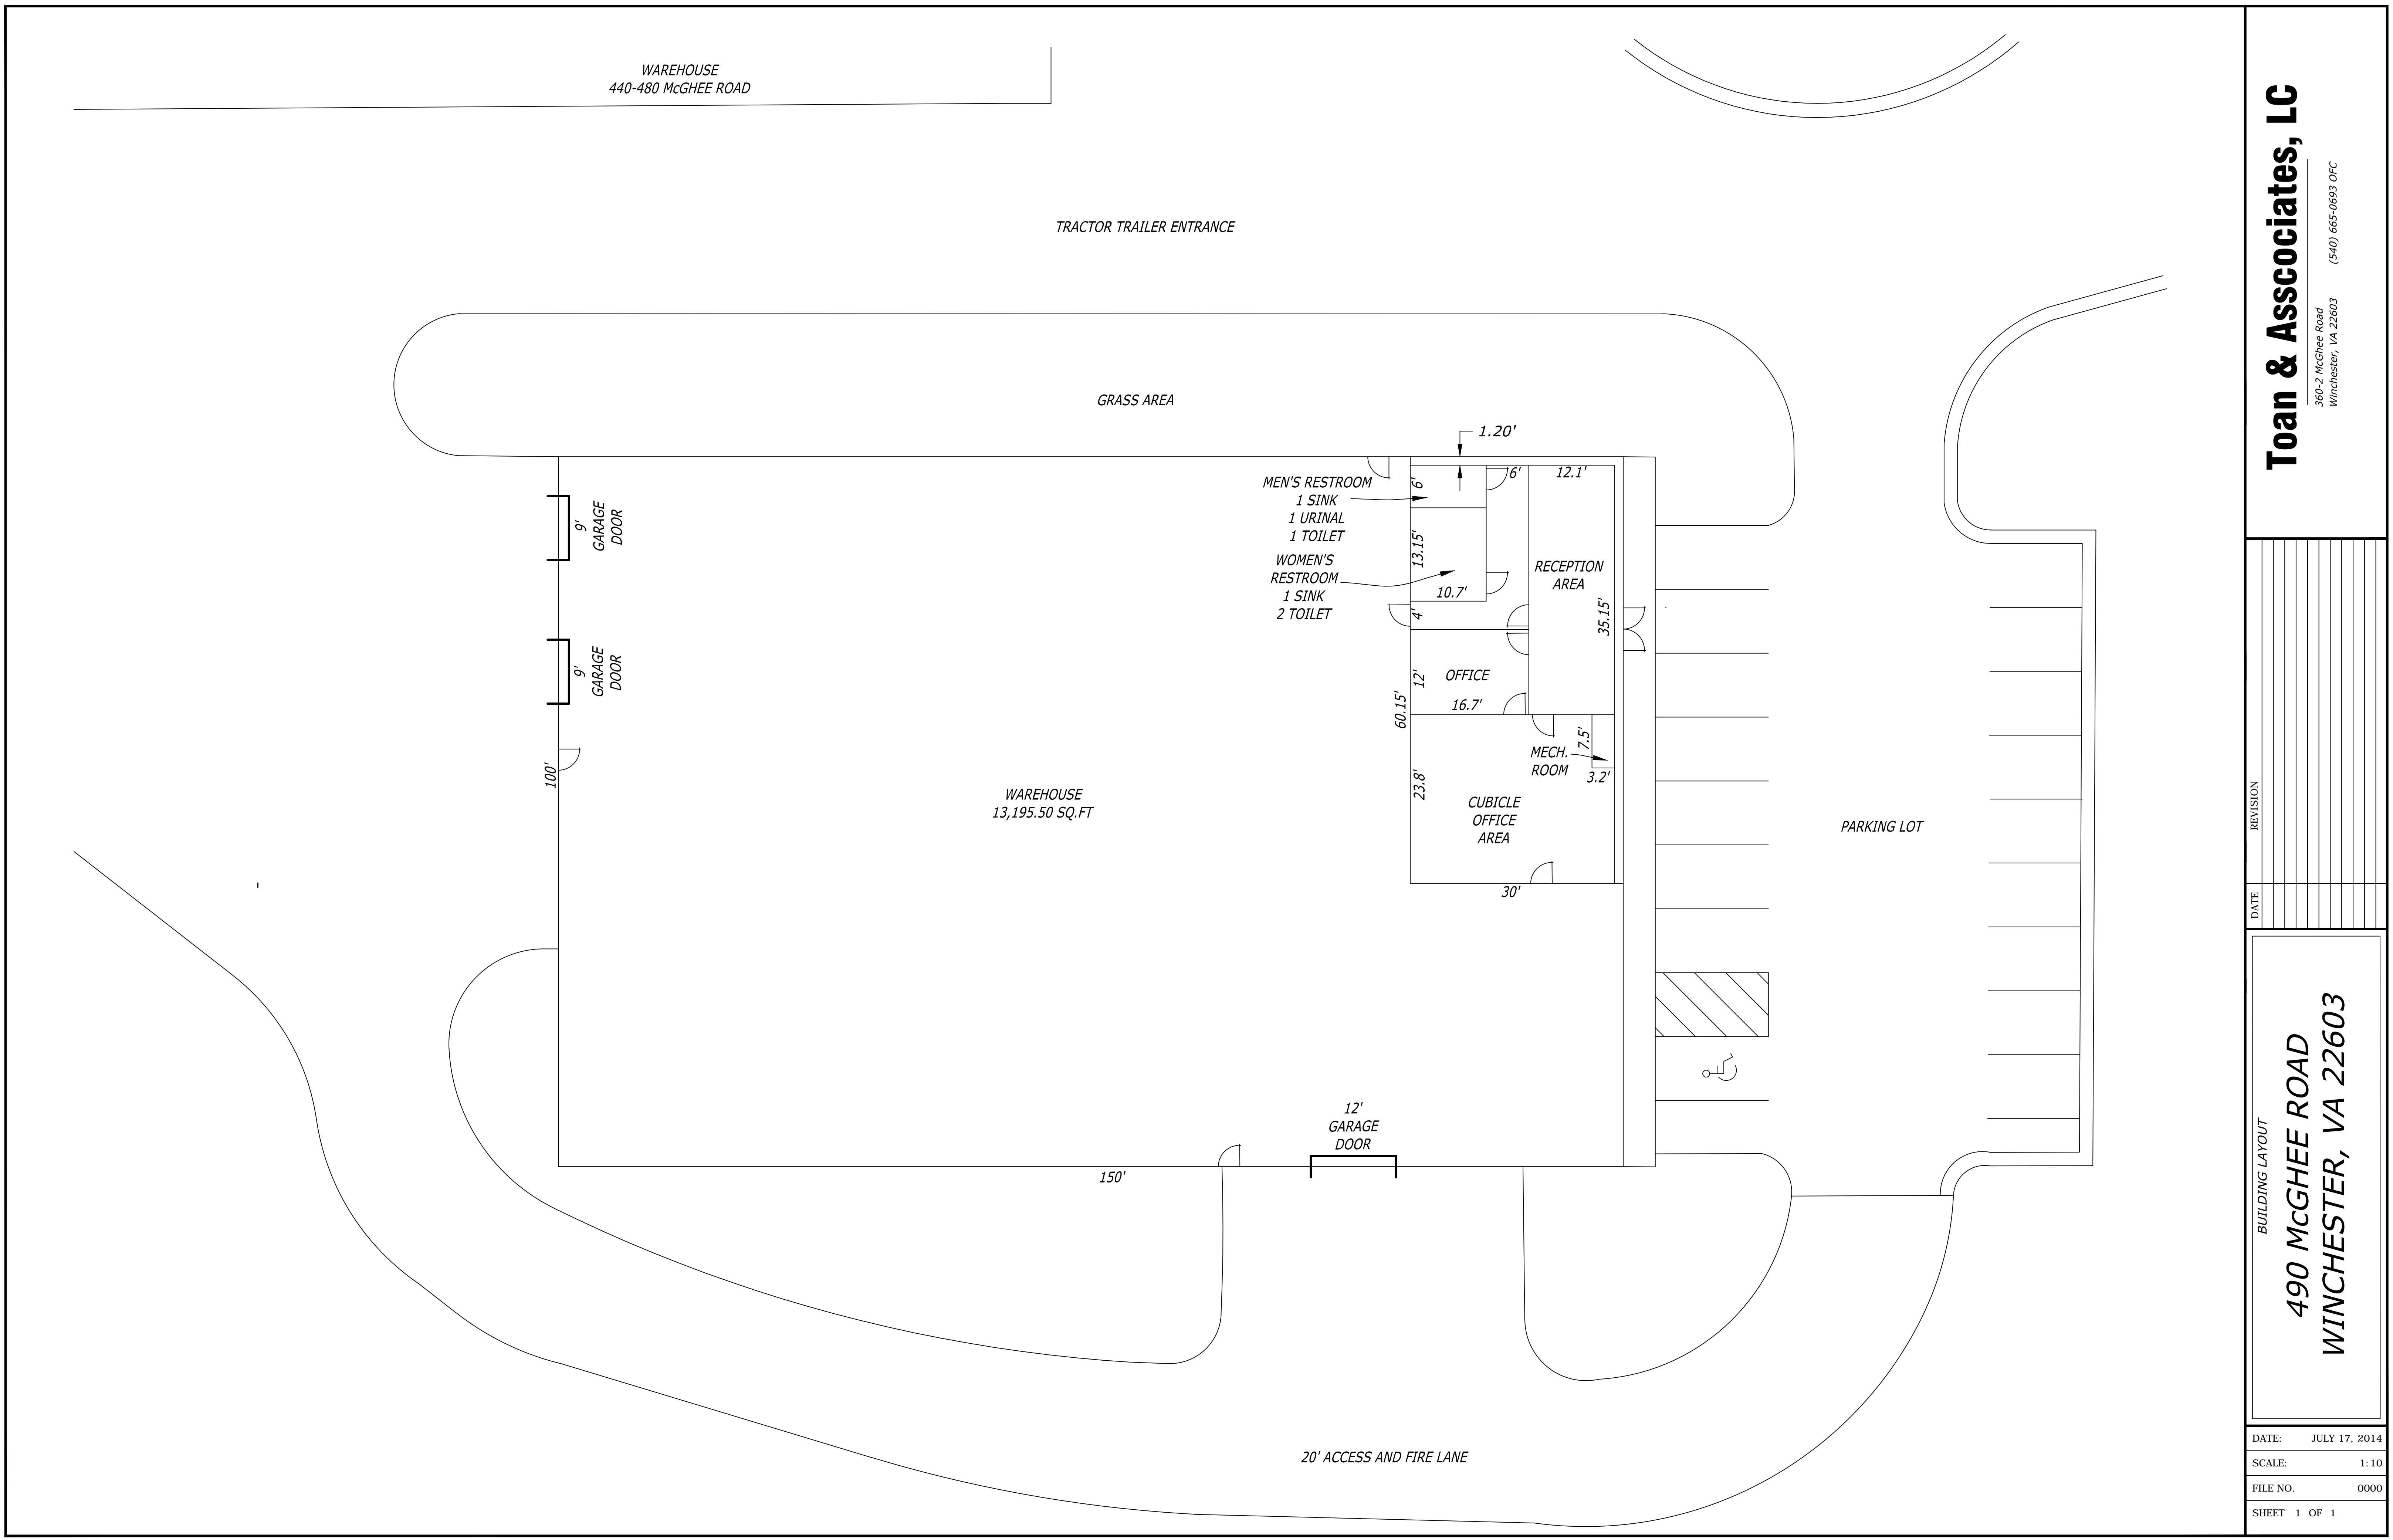 WAREHOUSE
440-480 McGHEE ROAD
TRACTOR TRAILER ENTRANCE
GRASS AREA
1.20'
MEN'S RESTROOM
1 SINK
1 URINAL
1 TOILET
6'
6'
12.1'
WOMEN'S
RESTROOM
1 SINK
2 TOILET
13.15'
10.7'
4'
RECEPTION
AREA
35.15'
9'
GARAGE
DOOR
9'
GARAGE
DOOR
100'
OFFICE
12'
16.7'
60.15'
7.5'
MECH.
ROOM
3.2'
23.8'
CUBICLE
OFFICE
AREA
30'
WAREHOUSE
13,195.50 SQ.FT
PARKING LOT
12'
GARAGE
DOOR
150'
20' ACCESS AND FIRE LANE
Toan & Asscociates, LC
360-2 McGhee Road
Winchester, VA 22603 (540) 665-0693 OFC
REVISION
DATE
BUILDING LAYOUT
490 McGHEE ROAD
WINCHESTER, VA 22603
DATE: JULY 17, 2014
SCALE: 1:10
FILE NO. 0000
SHEET 1 OF 1